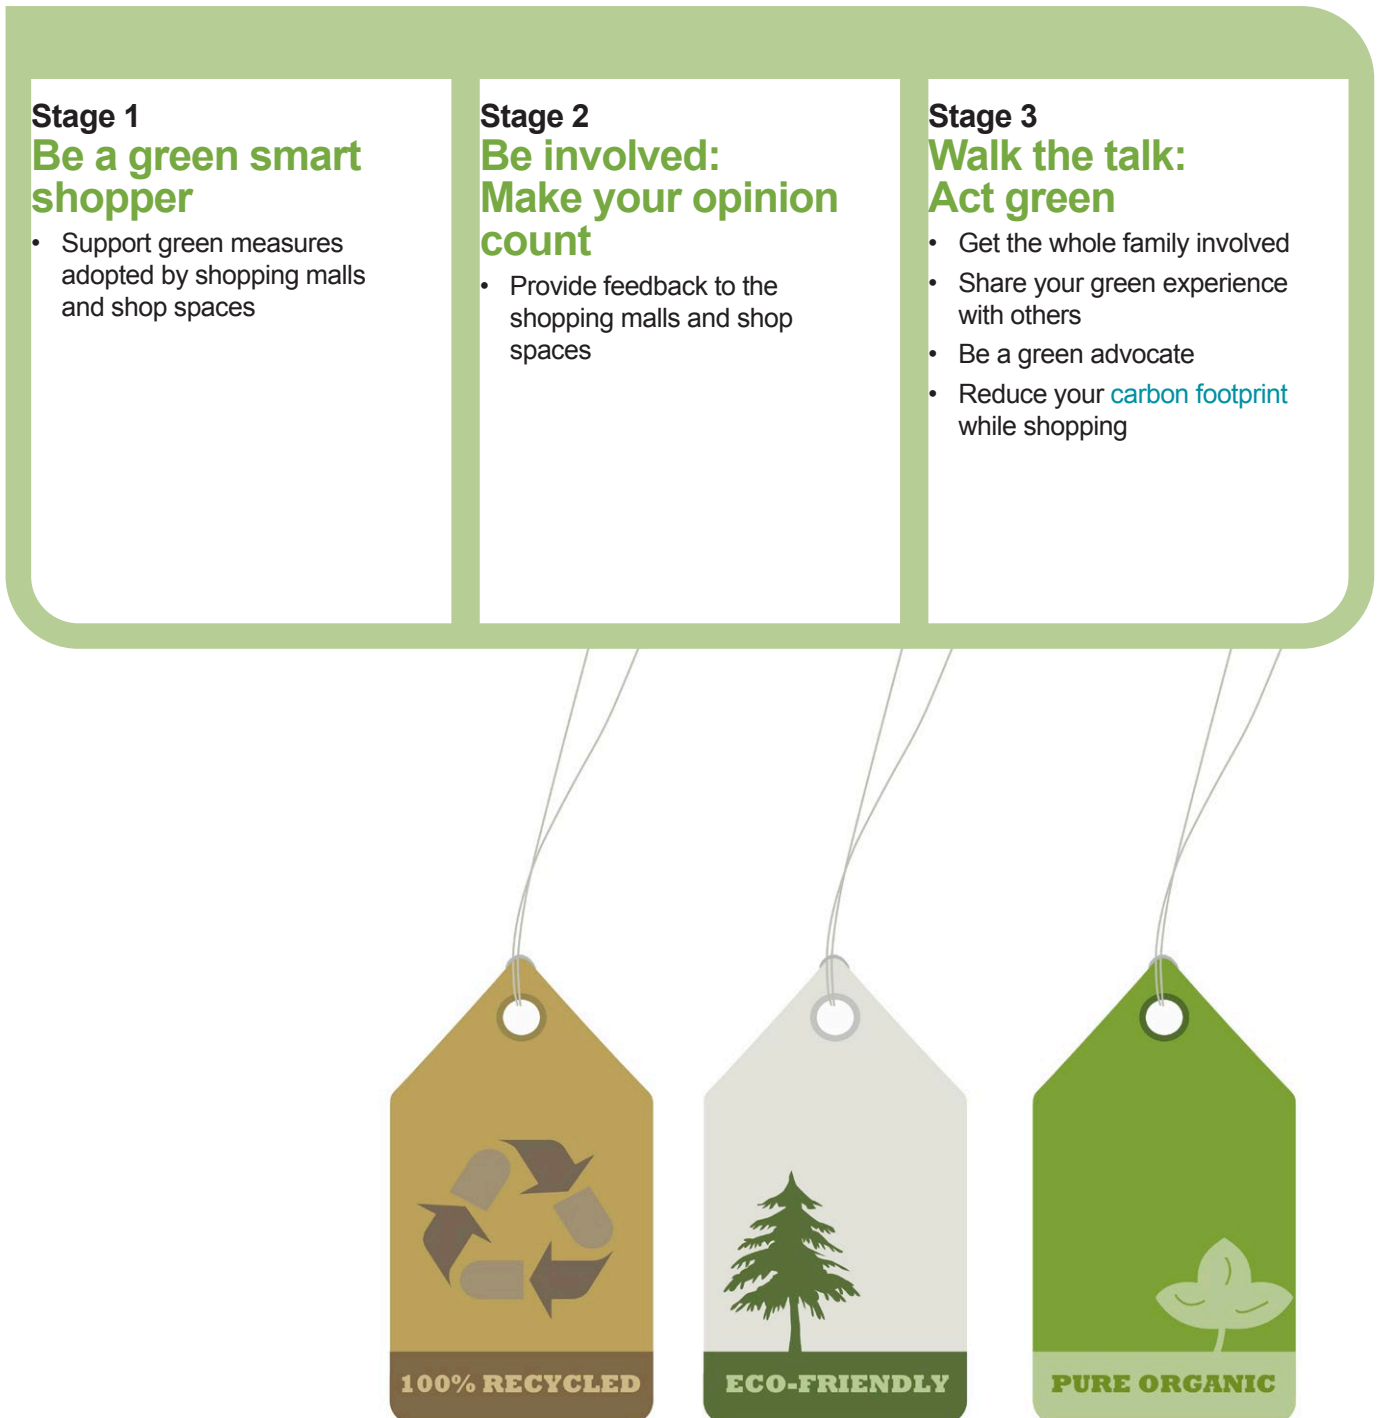 Stage 1
Be a green smart
shopper
• Support green measures
adopted by shopping malls
and shop spaces
Stage 2
Be involved:
Make your opinion
count
• Provide feedback to the
shopping malls and shop
spaces
Stage 3
Walk the talk:
Act green
• Get the whole family involved
• Share your green experience
with others
• Be a green advocate
• Reduce your carbon footprint
while shopping
100% RECYCLED
ECO-FRIENDLY
PURE ORGANIC